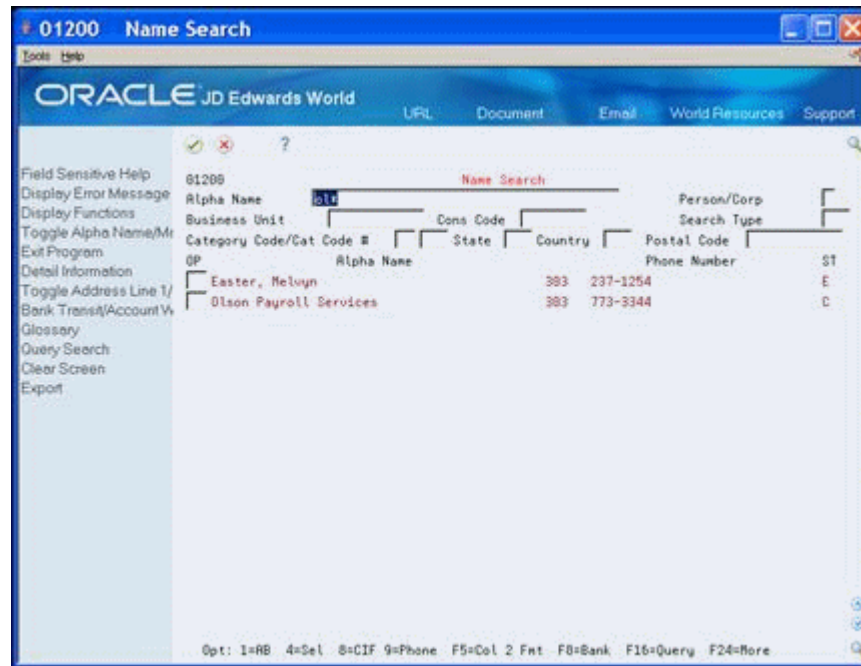 01200 Name Search
Tools Help
ORACLE JD Edwards World
URL Document Email World Resources Support
?
Field Sensitive Help
Display Error Message
Display Functions
Toggle Alpha Name/Mr
Exit Program
Detail Information
Toggle Address Line 1/
Bank Transit/Account W
Glossary
Query Search
Clear Screen
Export
01200 Name Search
Alpha Name ol* Person/Corp
Business Unit Cons Code Search Type
Category Code/Cat Code # State Country Postal Code
OP Alpha Name Phone Number ST
Easter, Melvyn 303 237-1254 E
Olson Payroll Services 303 773-3344 C
Opt: 1=AB 4=Sel 8=CIF 9=Phone F5=Col 2 Fmt F8=Bank F16=Query F24=More